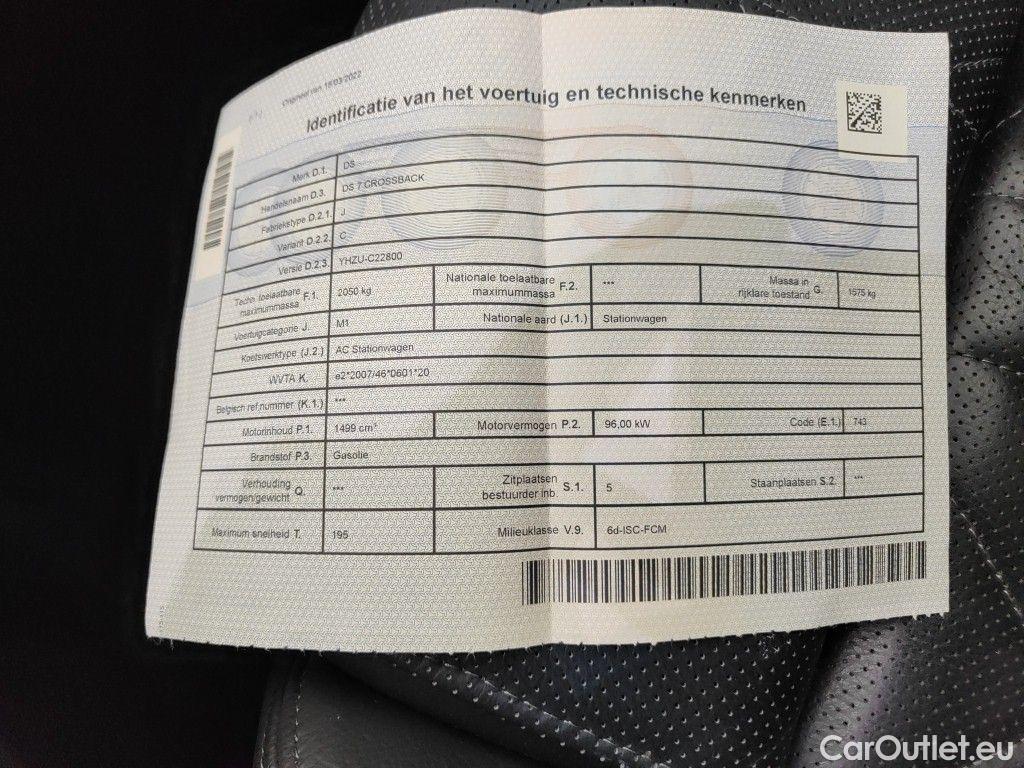 Origineel van 15/03/2022
Identificatie van het voertuig en technische kenmerken
Merk D.1. DS
Handelsnaam D.3. DS 7 CROSSBACK
Fabriekstype D.2.1. J
Variant D.2.2. C
Versie D.2.3. YHZU-C22800
Techn. toelaatbare maximummassa F.1. 2050 kg Nationale toelaatbare maximummassa F.2. *** Massa in rijklare toestand G. 1575 kg
Voertuigcategorie J. M1 Nationale aard (J.1.) Stationwagen
Koetswerktype (J.2.) AC Stationwagen
WVTA K. e2*2007/46*0601*20
Belgisch ref.nummer (K.1.) ***
Motorinhoud P.1. 1499 cm³ Motorvermogen P.2. 96,00 kW Code (E.1.) 743
Brandstof P.3. Gasolie
Verhouding vermogen/gewicht Q. *** Zitplaatsen bestuurder inb. S.1. 5 Staanplaatsen S.2. ***
Maximum snelheid T. 195 Milieuklasse V.9. 6d-ISC-FCM
CarOutlet.eu